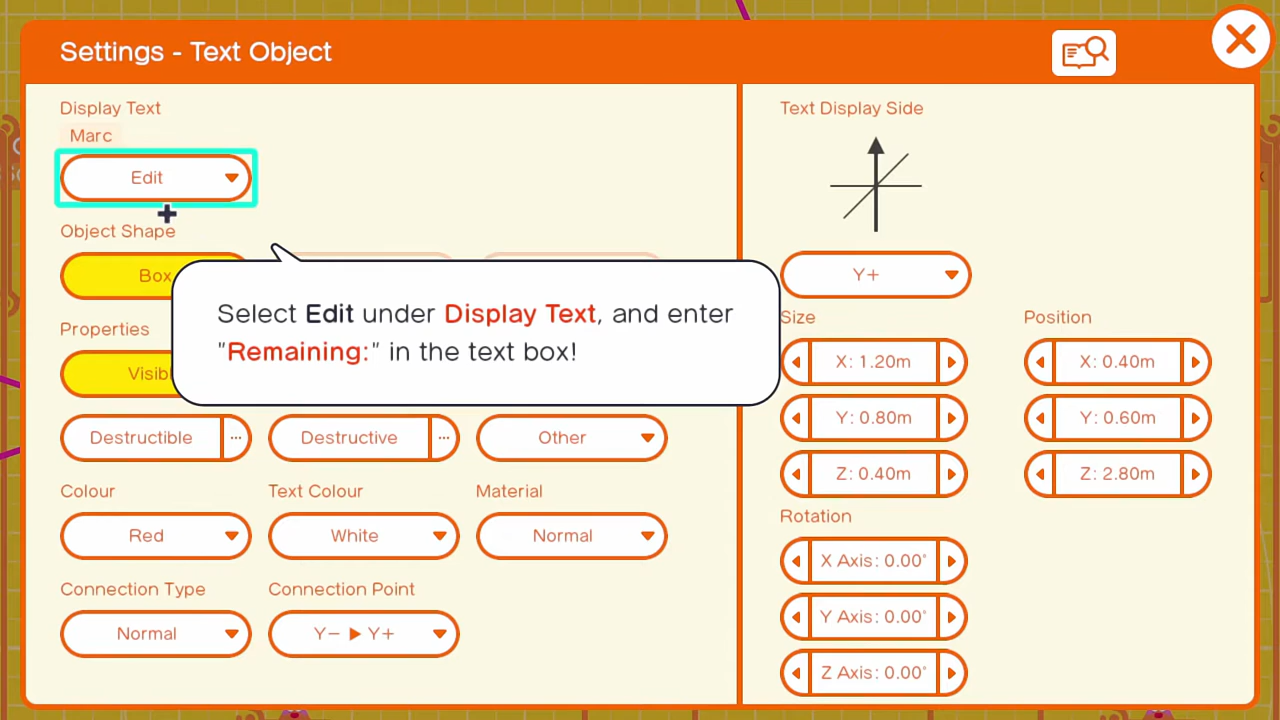 Settings - Text Object
Display Text
Marc
Edit
Object Shape
Box
Select Edit under Display Text, and enter
"Remaining:" in the text box!
Properties
Destructible
Destructive
Other
Colour
Text Colour
Material
Red
White
Normal
Connection Type
Connection Point
Normal
Y- ▶ Y+
Text Display Side
Y+
Size
Position
X: 1.20m
X: 0.40m
Y: 0.80m
Y: 0.60m
Z: 0.40m
Z: 2.80m
Rotation
X Axis: 0.00°
Y Axis: 0.00°
Z Axis: 0.00°